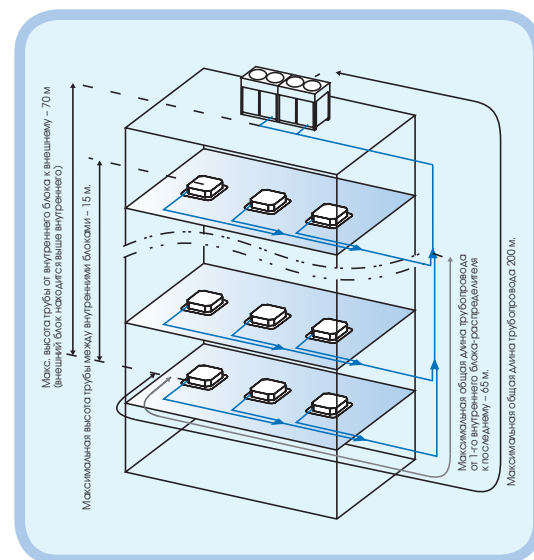 Макс. высота трубы от внутреннего блока к внешнему – 70 м
(внешний блок находится выше внутреннего)
Максимальная высота трубы между внутренними блоками – 15 м.
Максимальная общая длина трубопровода
от 1-го внутреннего блока-распределителя
к последнему – 65 м.
Максимальная общая длина трубопровода 200 м.